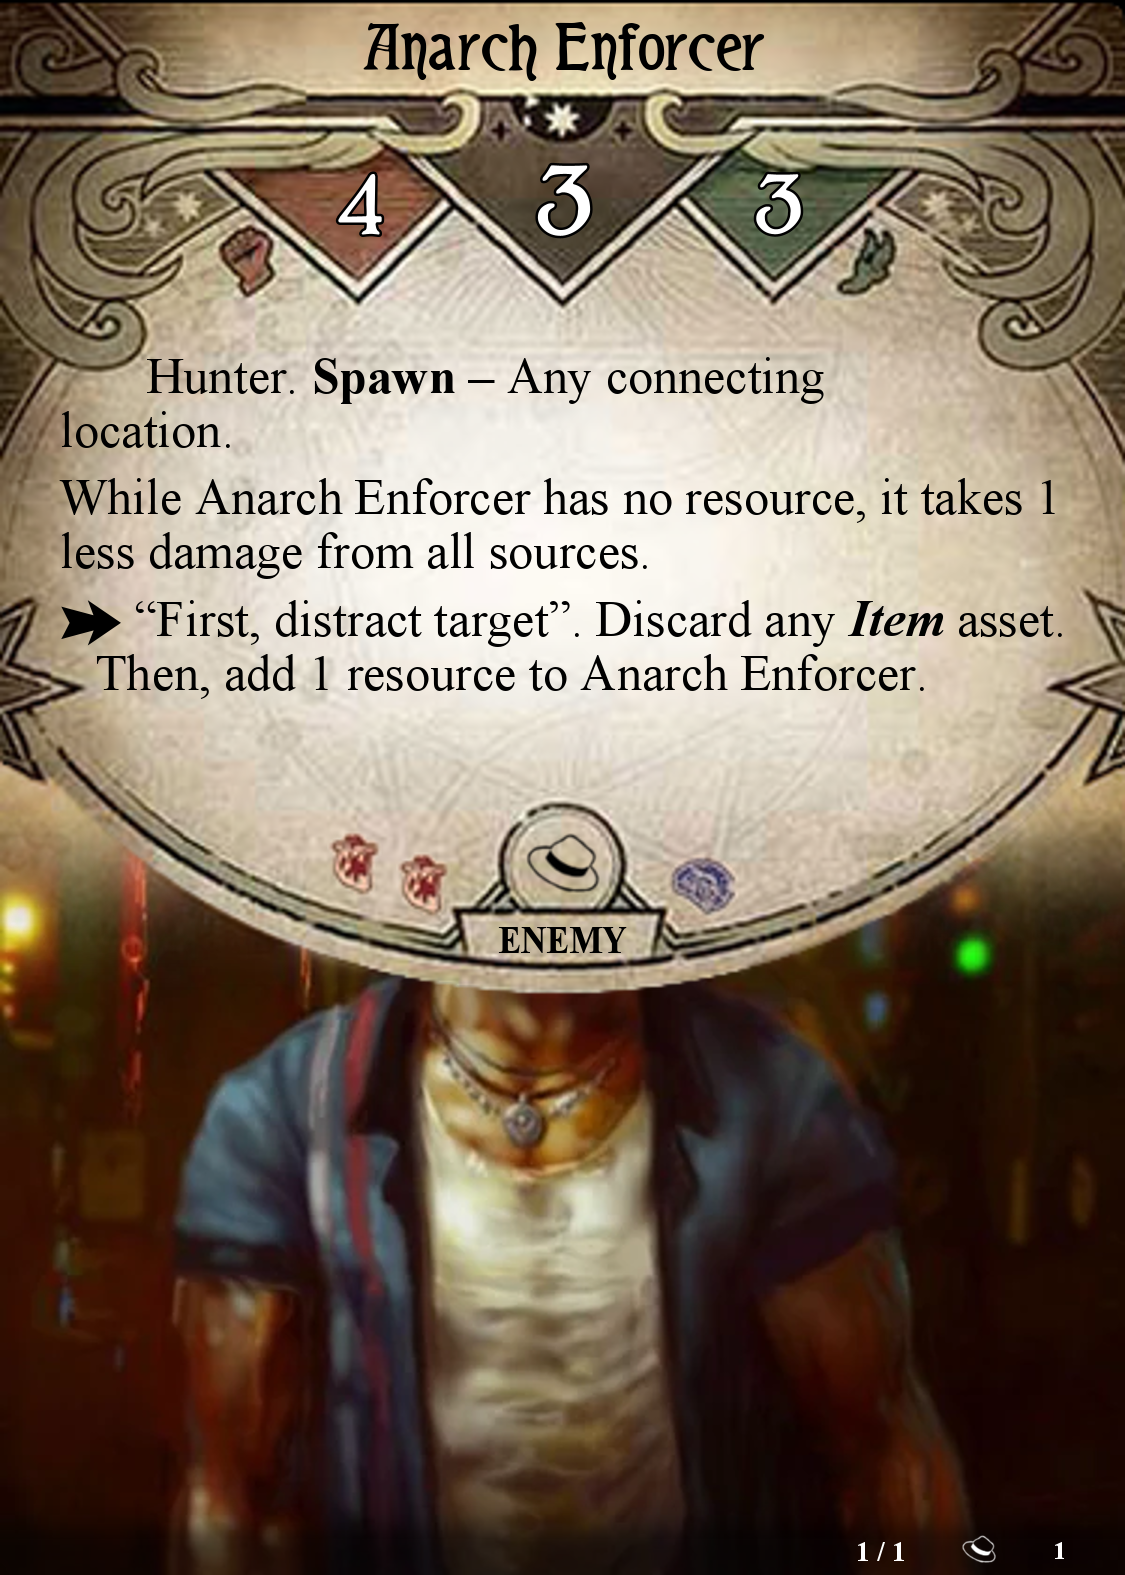 Anarch Enforcer
4 3 3
Hunter. Spawn – Any connecting
location.
While Anarch Enforcer has no resource, it takes 1
less damage from all sources.
“First, distract target”. Discard any Item asset.
Then, add 1 resource to Anarch Enforcer.
ENEMY
1 / 1 1